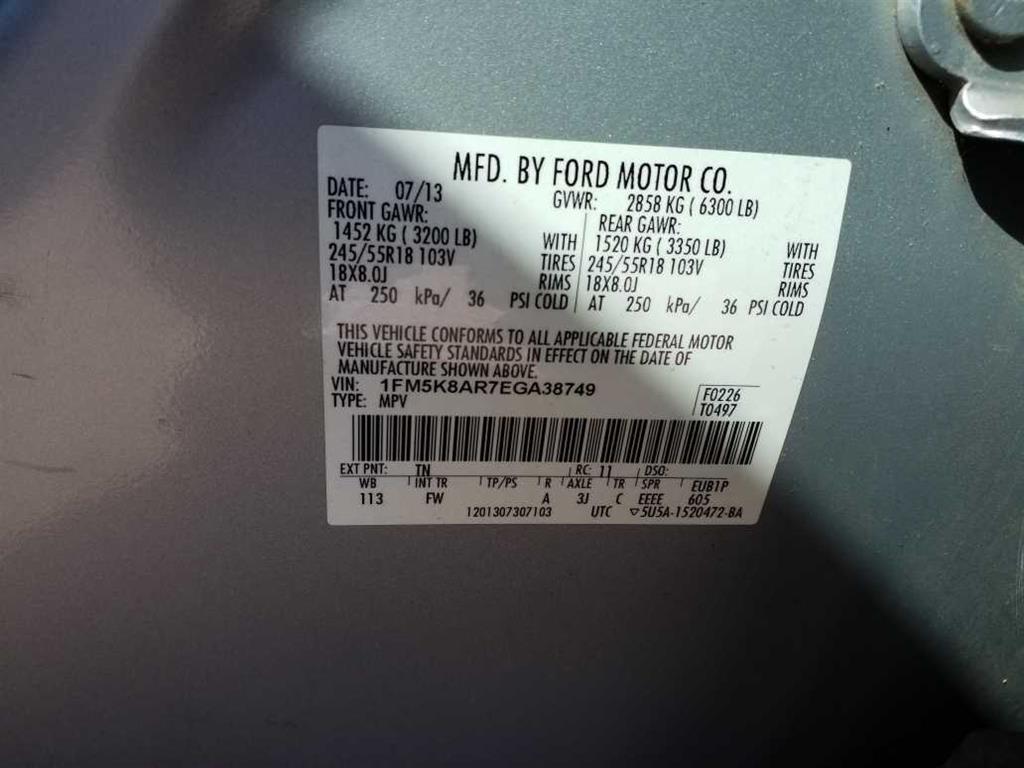 MFD. BY FORD MOTOR CO.
DATE: 07/13 GVWR: 2858 KG ( 6300 LB)
FRONT GAWR: REAR GAWR:
1452 KG ( 3200 LB) WITH 1520 KG ( 3350 LB) WITH
245/55R18 103V TIRES 245/55R18 103V TIRES
18X8.0J RIMS 18X8.0J RIMS
AT 250 kPa/ 36 PSI COLD AT 250 kPa/ 36 PSI COLD
THIS VEHICLE CONFORMS TO ALL APPLICABLE FEDERAL MOTOR
VEHICLE SAFETY STANDARDS IN EFFECT ON THE DATE OF
MANUFACTURE SHOWN ABOVE.
VIN: 1FM5K8AR7EGA38749 F0226
TYPE: MPV T0497
EXT PNT: TN RC: 11 DSO:
WB INT TR TP/PS R AXLE TR SPR EUB1P
113 FW A 3J C EEEE 605
1201307307103 UTC ▽5U5A-1520472-BA